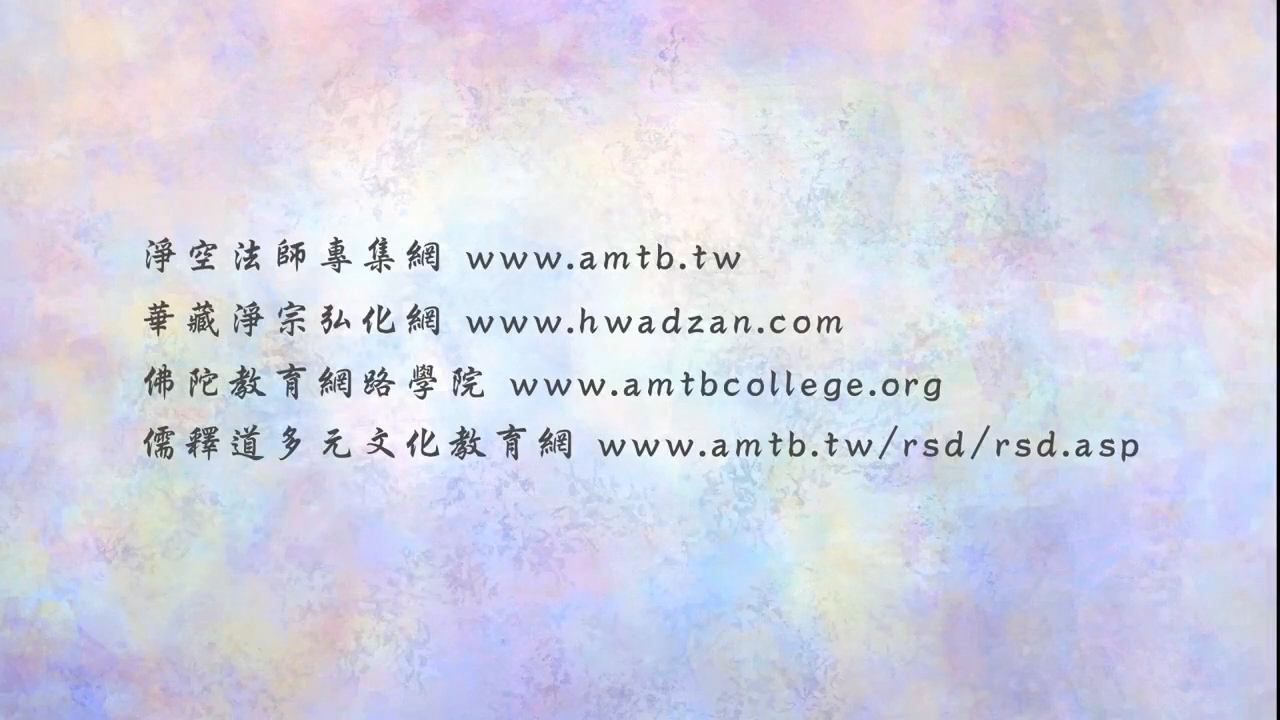 淨空法師專集網 www.amtb.tw
華藏淨宗弘化網 www.hwadzan.com
佛陀教育網路學院 www.amtbcollege.org
儒釋道多元文化教育網 www.amtb.tw/rsd/rsd.asp